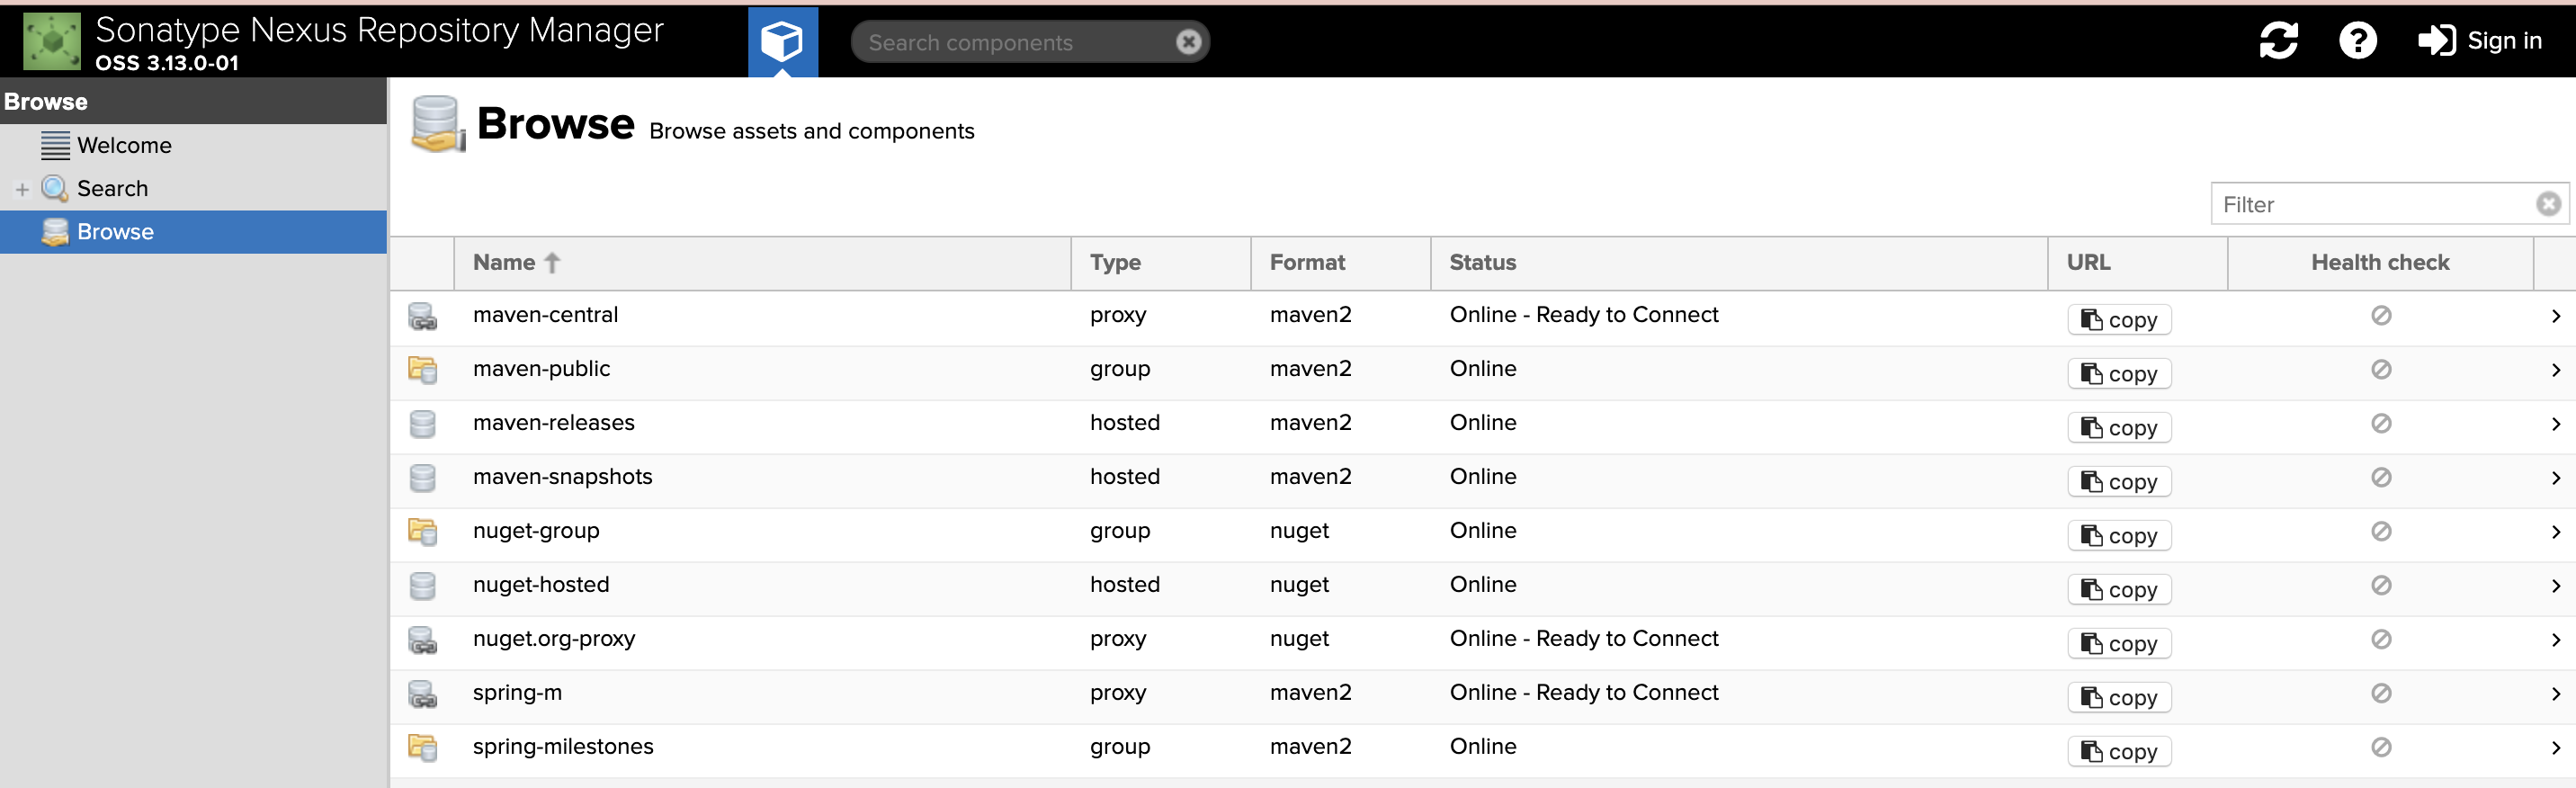 Sonatype Nexus Repository Manager
OSS 3.13.0-01
Search components
Sign in
Browse
Welcome
Search
Browse
Browse Browse assets and components
Filter
Name Type Format Status URL Health check
maven-central proxy maven2 Online - Ready to Connect copy
maven-public group maven2 Online copy
maven-releases hosted maven2 Online copy
maven-snapshots hosted maven2 Online copy
nuget-group group nuget Online copy
nuget-hosted hosted nuget Online copy
nuget.org-proxy proxy nuget Online - Ready to Connect copy
spring-m proxy maven2 Online - Ready to Connect copy
spring-milestones group maven2 Online copy